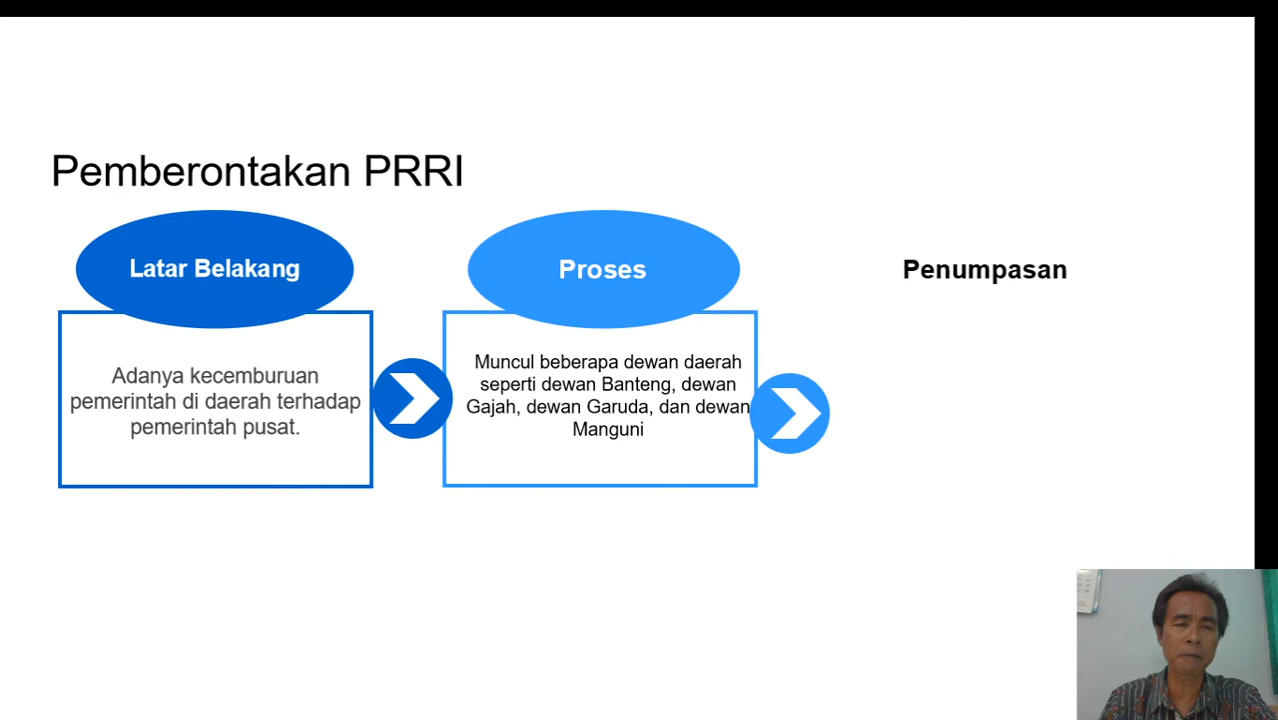 Pemberontakan PRRI
Latar Belakang
Adanya kecemburuan
pemerintah di daerah terhadap
pemerintah pusat.
Proses
Muncul beberapa dewan daerah
seperti dewan Banteng, dewan
Gajah, dewan Garuda, dan dewan
Manguni
Penumpasan